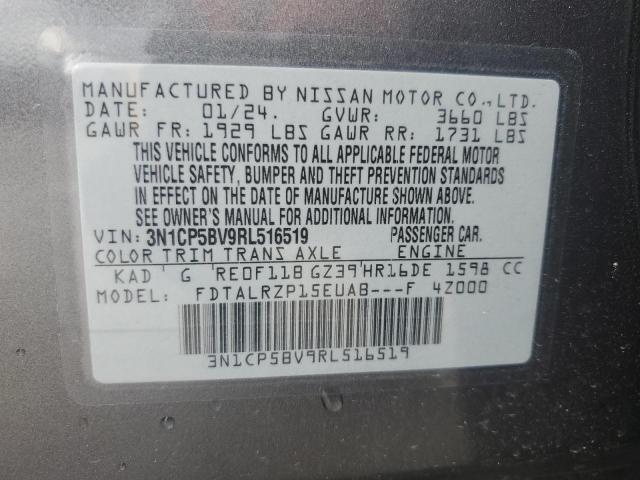 MANUFACTURED BY NISSAN MOTOR CO.,LTD.
DATE: 01/24. GVWR: 3660 LBS
GAWR FR: 1929 LBS GAWR RR: 1731 LBS
THIS VEHICLE CONFORMS TO ALL APPLICABLE FEDERAL MOTOR
VEHICLE SAFETY, BUMPER AND THEFT PREVENTION STANDARDS
IN EFFECT ON THE DATE OF MANUFACTURE SHOWN ABOVE.
SEE OWNER'S MANUAL FOR ADDITIONAL INFORMATION.
VIN: 3N1CP5BV9RL516519 PASSENGER CAR.
COLOR TRIM TRANS AXLE ENGINE
KAD G RE0F11B GZ39 HR16DE 1598 CC
MODEL: FDTALRZP15EUA8---F 4Z000
3N1CP5BV9RL516519